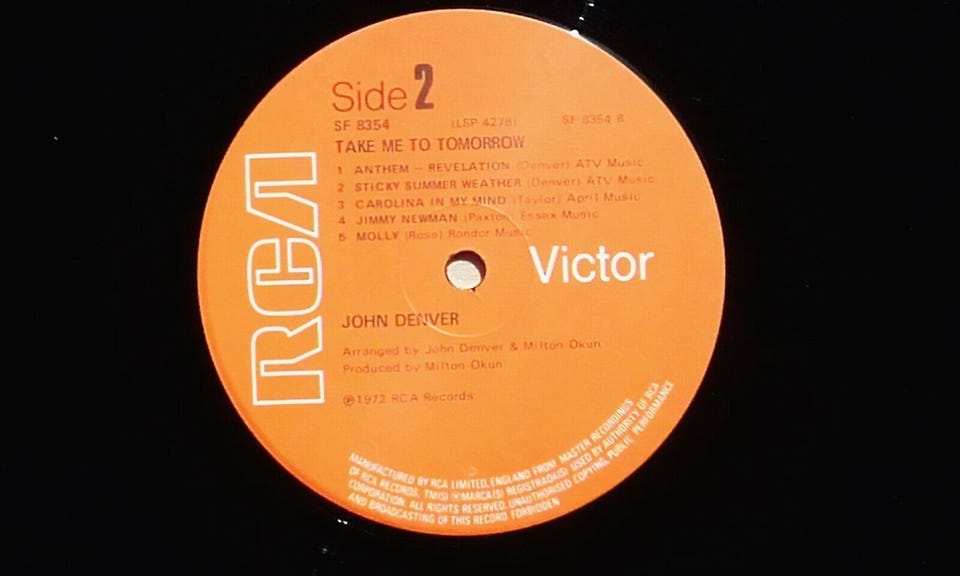 Side 2
SF 8354 (LSP 4278) SF 8354 B
TAKE ME TO TOMORROW
1 ANTHEM – REVELATION (Denver) ATV Music
2 STICKY SUMMER WEATHER (Denver) ATV Music
3 CAROLINA IN MY MIND (Taylor) April Music
4 JIMMY NEWMAN (Paxton) Essex Music
5 MOLLY (Rose) Rondor Music
RCA
Victor
JOHN DENVER
Arranged by John Denver & Milton Okun
Produced by Milton Okun
℗1972 RCA Records
MANUFACTURED BY RCA LIMITED, ENGLAND FROM MASTER RECORDINGS
OF RCA RECORDS. TM(S) ® MARCA(S) REGISTRADA(S) USED BY AUTHORITY OF RCA
CORPORATION. ALL RIGHTS RESERVED. UNAUTHORISED COPYING, PUBLIC PERFORMANCE
AND BROADCASTING OF THIS RECORD FORBIDDEN